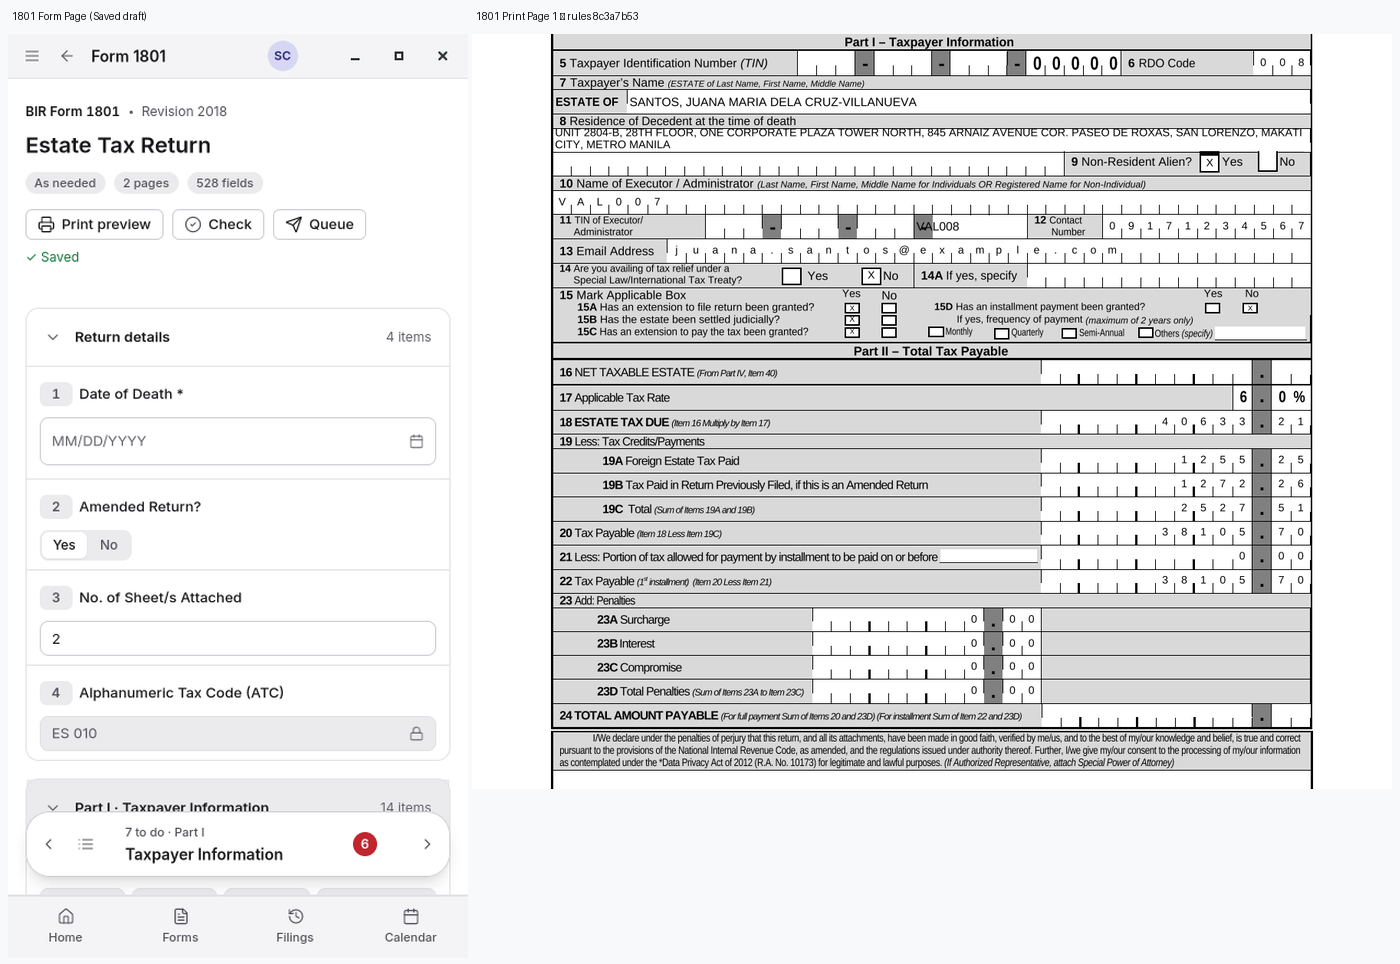 1801 Form Page (Saved draft)
Form 1801
SC
BIR Form 1801 • Revision 2018
Estate Tax Return
As needed
2 pages
528 fields
Print preview
Check
Queue
✓ Saved
Return details
4 items
1 Date of Death *
MM/DD/YYYY
2 Amended Return?
Yes No
3 No. of Sheet/s Attached
2
4 Alphanumeric Tax Code (ATC)
ES 010
Part I · Taxpayer Information
14 items
7 to do · Part I
Taxpayer Information
6
Home
Forms
Filings
Calendar
1801 Print Page 1 rules8c3a7b53
Part I – Taxpayer Information
5 Taxpayer Identification Number (TIN) - - - 0 0 0 0 0 6 RDO Code 0 0 8
7 Taxpayer's Name (ESTATE of Last Name, First Name, Middle Name)
ESTATE OF SANTOS, JUANA MARIA DELA CRUZ-VILLANUEVA
8 Residence of Decedent at the time of death
UNIT 2804-B, 28TH FLOOR, ONE CORPORATE PLAZA TOWER NORTH, 845 ARNAIZ AVENUE COR. PASEO DE ROXAS, SAN LORENZO, MAKATI
CITY, METRO MANILA
9 Non-Resident Alien? X Yes No
10 Name of Executor / Administrator (Last Name, First Name, Middle Name for Individuals OR Registered Name for Non-Individual)
V A L 0 0 7
11 TIN of Executor/ Administrator - - - VAL008 12 Contact Number 0 9 1 7 1 2 3 4 5 6 7
13 Email Address j u a n a . s a n t o s @ e x a m p l e . c o m
14 Are you availing of tax relief under a Special Law/International Tax Treaty? Yes X No 14A If yes, specify
15 Mark Applicable Box Yes No Yes No
15A Has an extension to file return been granted? X 15D Has an installment payment been granted? X
15B Has the estate been settled judicially? X If yes, frequency of payment (maximum of 2 years only)
15C Has an extension to pay the tax been granted? X Monthly Quarterly Semi-Annual Others (specify)
Part II – Total Tax Payable
16 NET TAXABLE ESTATE (From Part IV, Item 40) .
17 Applicable Tax Rate 6 . 0 %
18 ESTATE TAX DUE (Item 16 Multiply by Item 17) 4 0 6 3 3 . 2 1
19 Less: Tax Credits/Payments
19A Foreign Estate Tax Paid 1 2 5 5 . 2 5
19B Tax Paid in Return Previously Filed, if this is an Amended Return 1 2 7 2 . 2 6
19C Total (Sum of Items 19A and 19B) 2 5 2 7 . 5 1
20 Tax Payable (Item 18 Less Item 19C) 3 8 1 0 5 . 7 0
21 Less: Portion of tax allowed for payment by installment to be paid on or before 0 . 0 0
22 Tax Payable (1st installment) (Item 20 Less Item 21) 3 8 1 0 5 . 7 0
23 Add: Penalties
23A Surcharge 0 . 0 0
23B Interest 0 . 0 0
23C Compromise 0 . 0 0
23D Total Penalties (Sum of Items 23A to Item 23C) 0 . 0 0
24 TOTAL AMOUNT PAYABLE (For full payment Sum of Items 20 and 23D) (For installment Sum of Item 22 and 23D) .
I/We declare under the penalties of perjury that this return, and all its attachments, have been made in good faith, verified by me/us, and to the best of my/our knowledge and belief, is true and correct
pursuant to the provisions of the National Internal Revenue Code, as amended, and the regulations issued under authority thereof. Further, I/we give my/our consent to the processing of my/our information
as contemplated under the *Data Privacy Act of 2012 (R.A. No. 10173) for legitimate and lawful purposes. (If Authorized Representative, attach Special Power of Attorney)